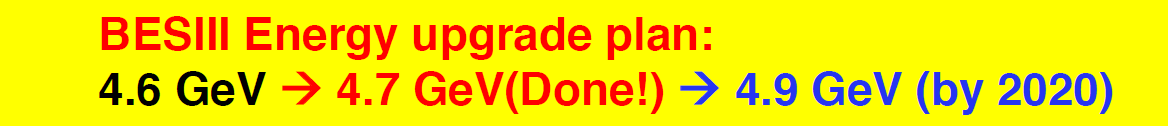 BESIII Energy upgrade plan:
4.6 GeV → 4.7 GeV(Done!) → 4.9 GeV (by 2020)